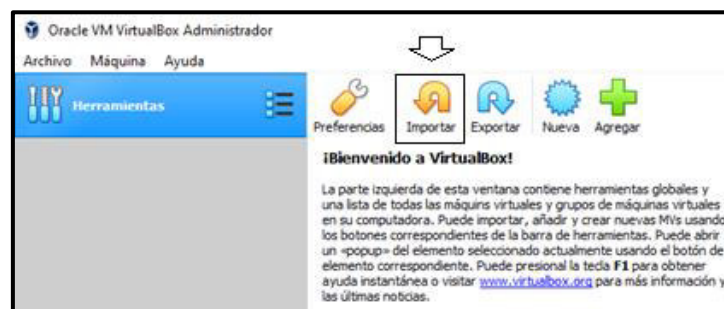 Oracle VM VirtualBox Administrador
Archivo Máquina Ayuda
Herramientas
Preferencias Importar Exportar Nueva Agregar
¡Bienvenido a VirtualBox!
La parte izquierda de esta ventana contiene herramientas globales y
una lista de todas las máquins virtuales y grupos de máquinas virtuales
en su computadora. Puede importar, añadir y crear nuevas MVs usando
los botones correspondientes de la barra de herramientas. Puede abrir
un «popup» del elemento seleccionado actualmente usando el botón de
elemento correspondiente. Puede presional la tecla F1 para obtener
ayuda instantánea o visitar www.virtualbox.org para más información y
las últimas noticias.